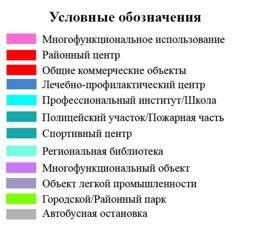 Условные обозначения
Многофункциональное использование
Районный центр
Общие коммерческие объекты
Лечебно-профилактический центр
Профессиональный институт/Школа
Полицейский участок/Пожарная часть
Спортивный центр
Региональная библиотека
Многофункциональный объект
Объект легкой промышленности
Городской/Районный парк
Автобусная остановка